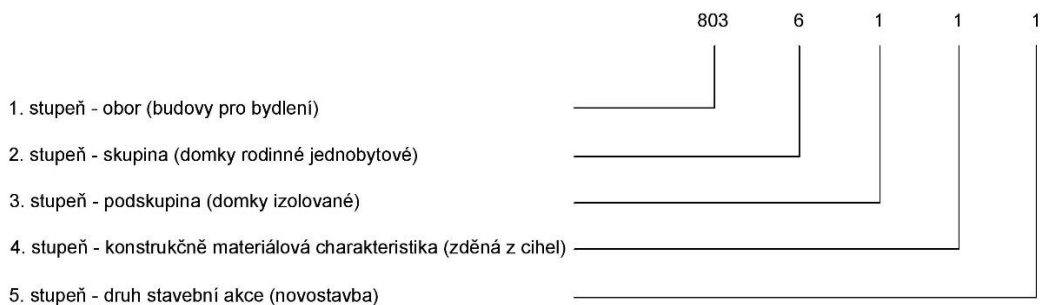 803 6 1 1 1
1. stupeň - obor (budovy pro bydlení)
2. stupeň - skupina (domky rodinné jednobytové)
3. stupeň - podskupina (domky izolované)
4. stupeň - konstrukčně materiálová charakteristika (zděná z cihel)
5. stupeň - druh stavební akce (novostavba)